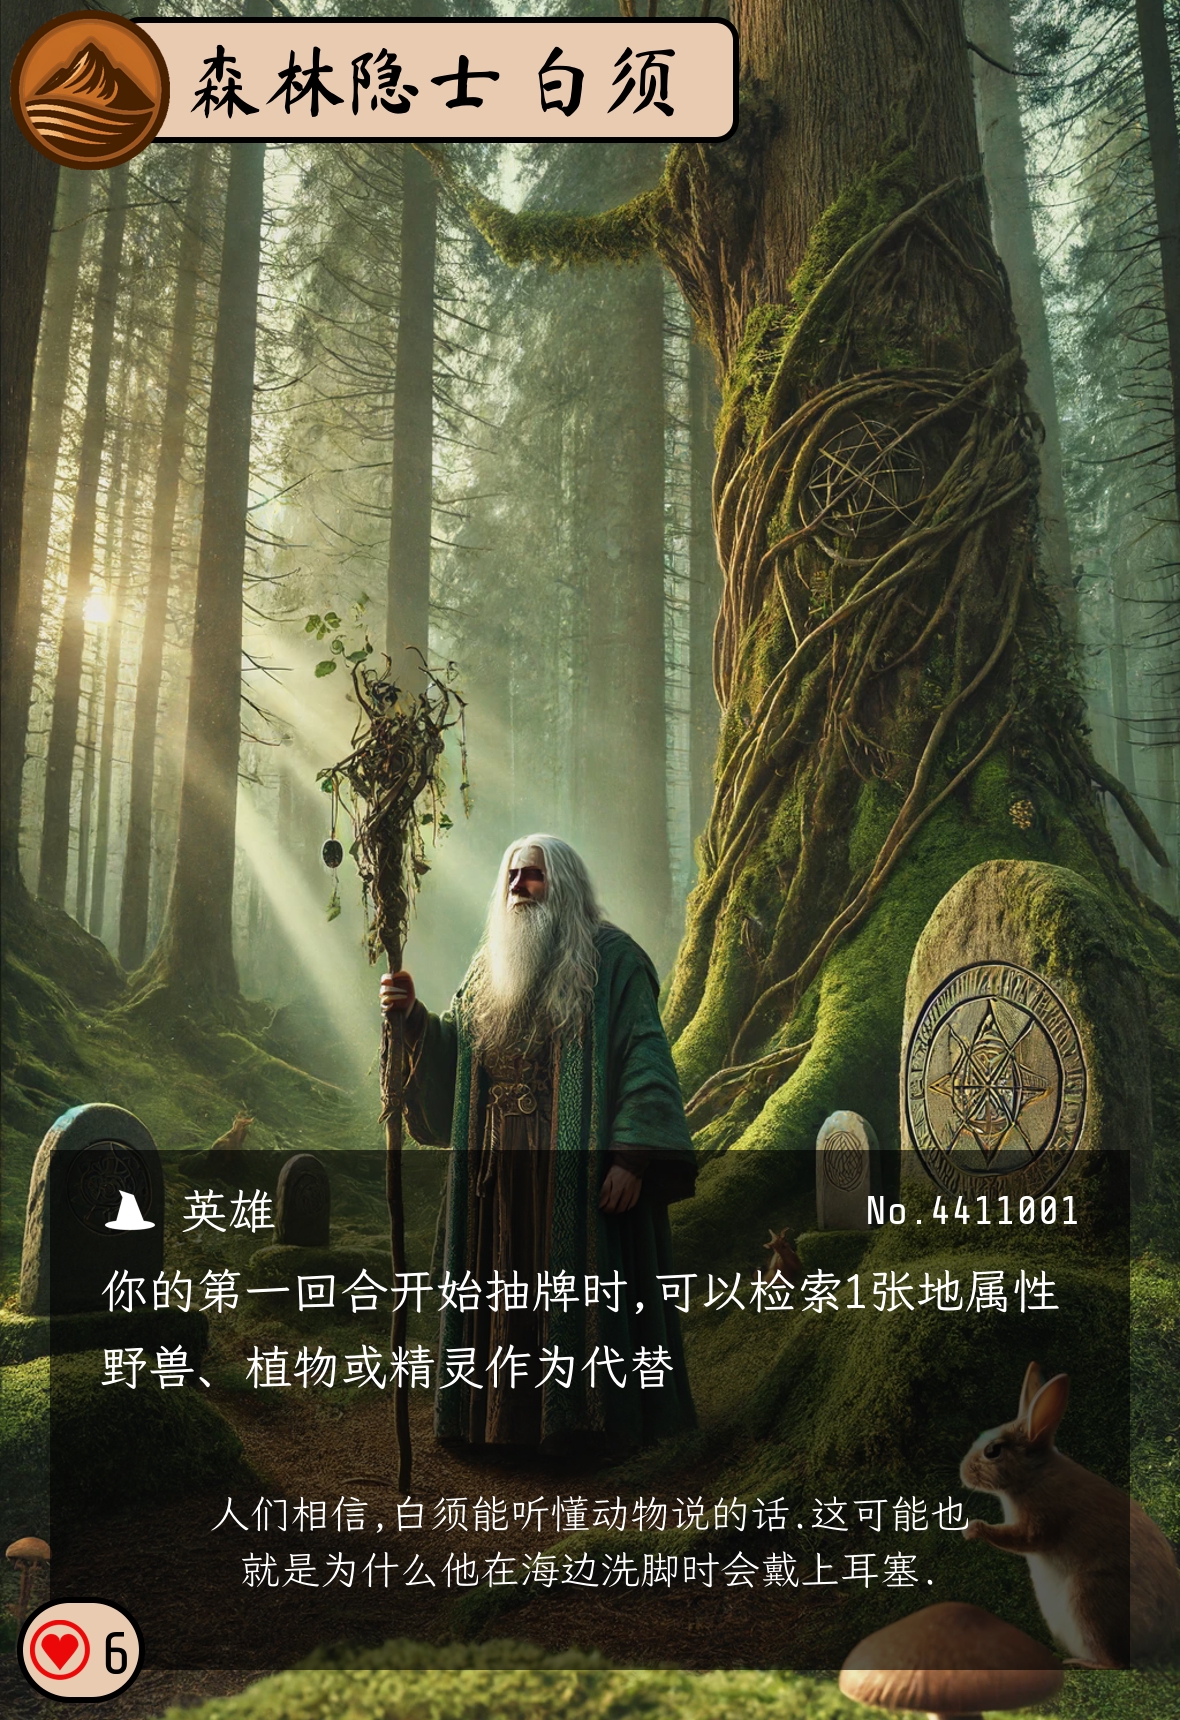 森林隐士 白须
英雄
No.4411001
你的第一回合开始抽牌时,可以检索1张地属性
野兽、植物或精灵作为代替
人们相信,白须能听懂动物说的话.这可能也
就是为什么他在海边洗脚时会戴上耳塞.
6